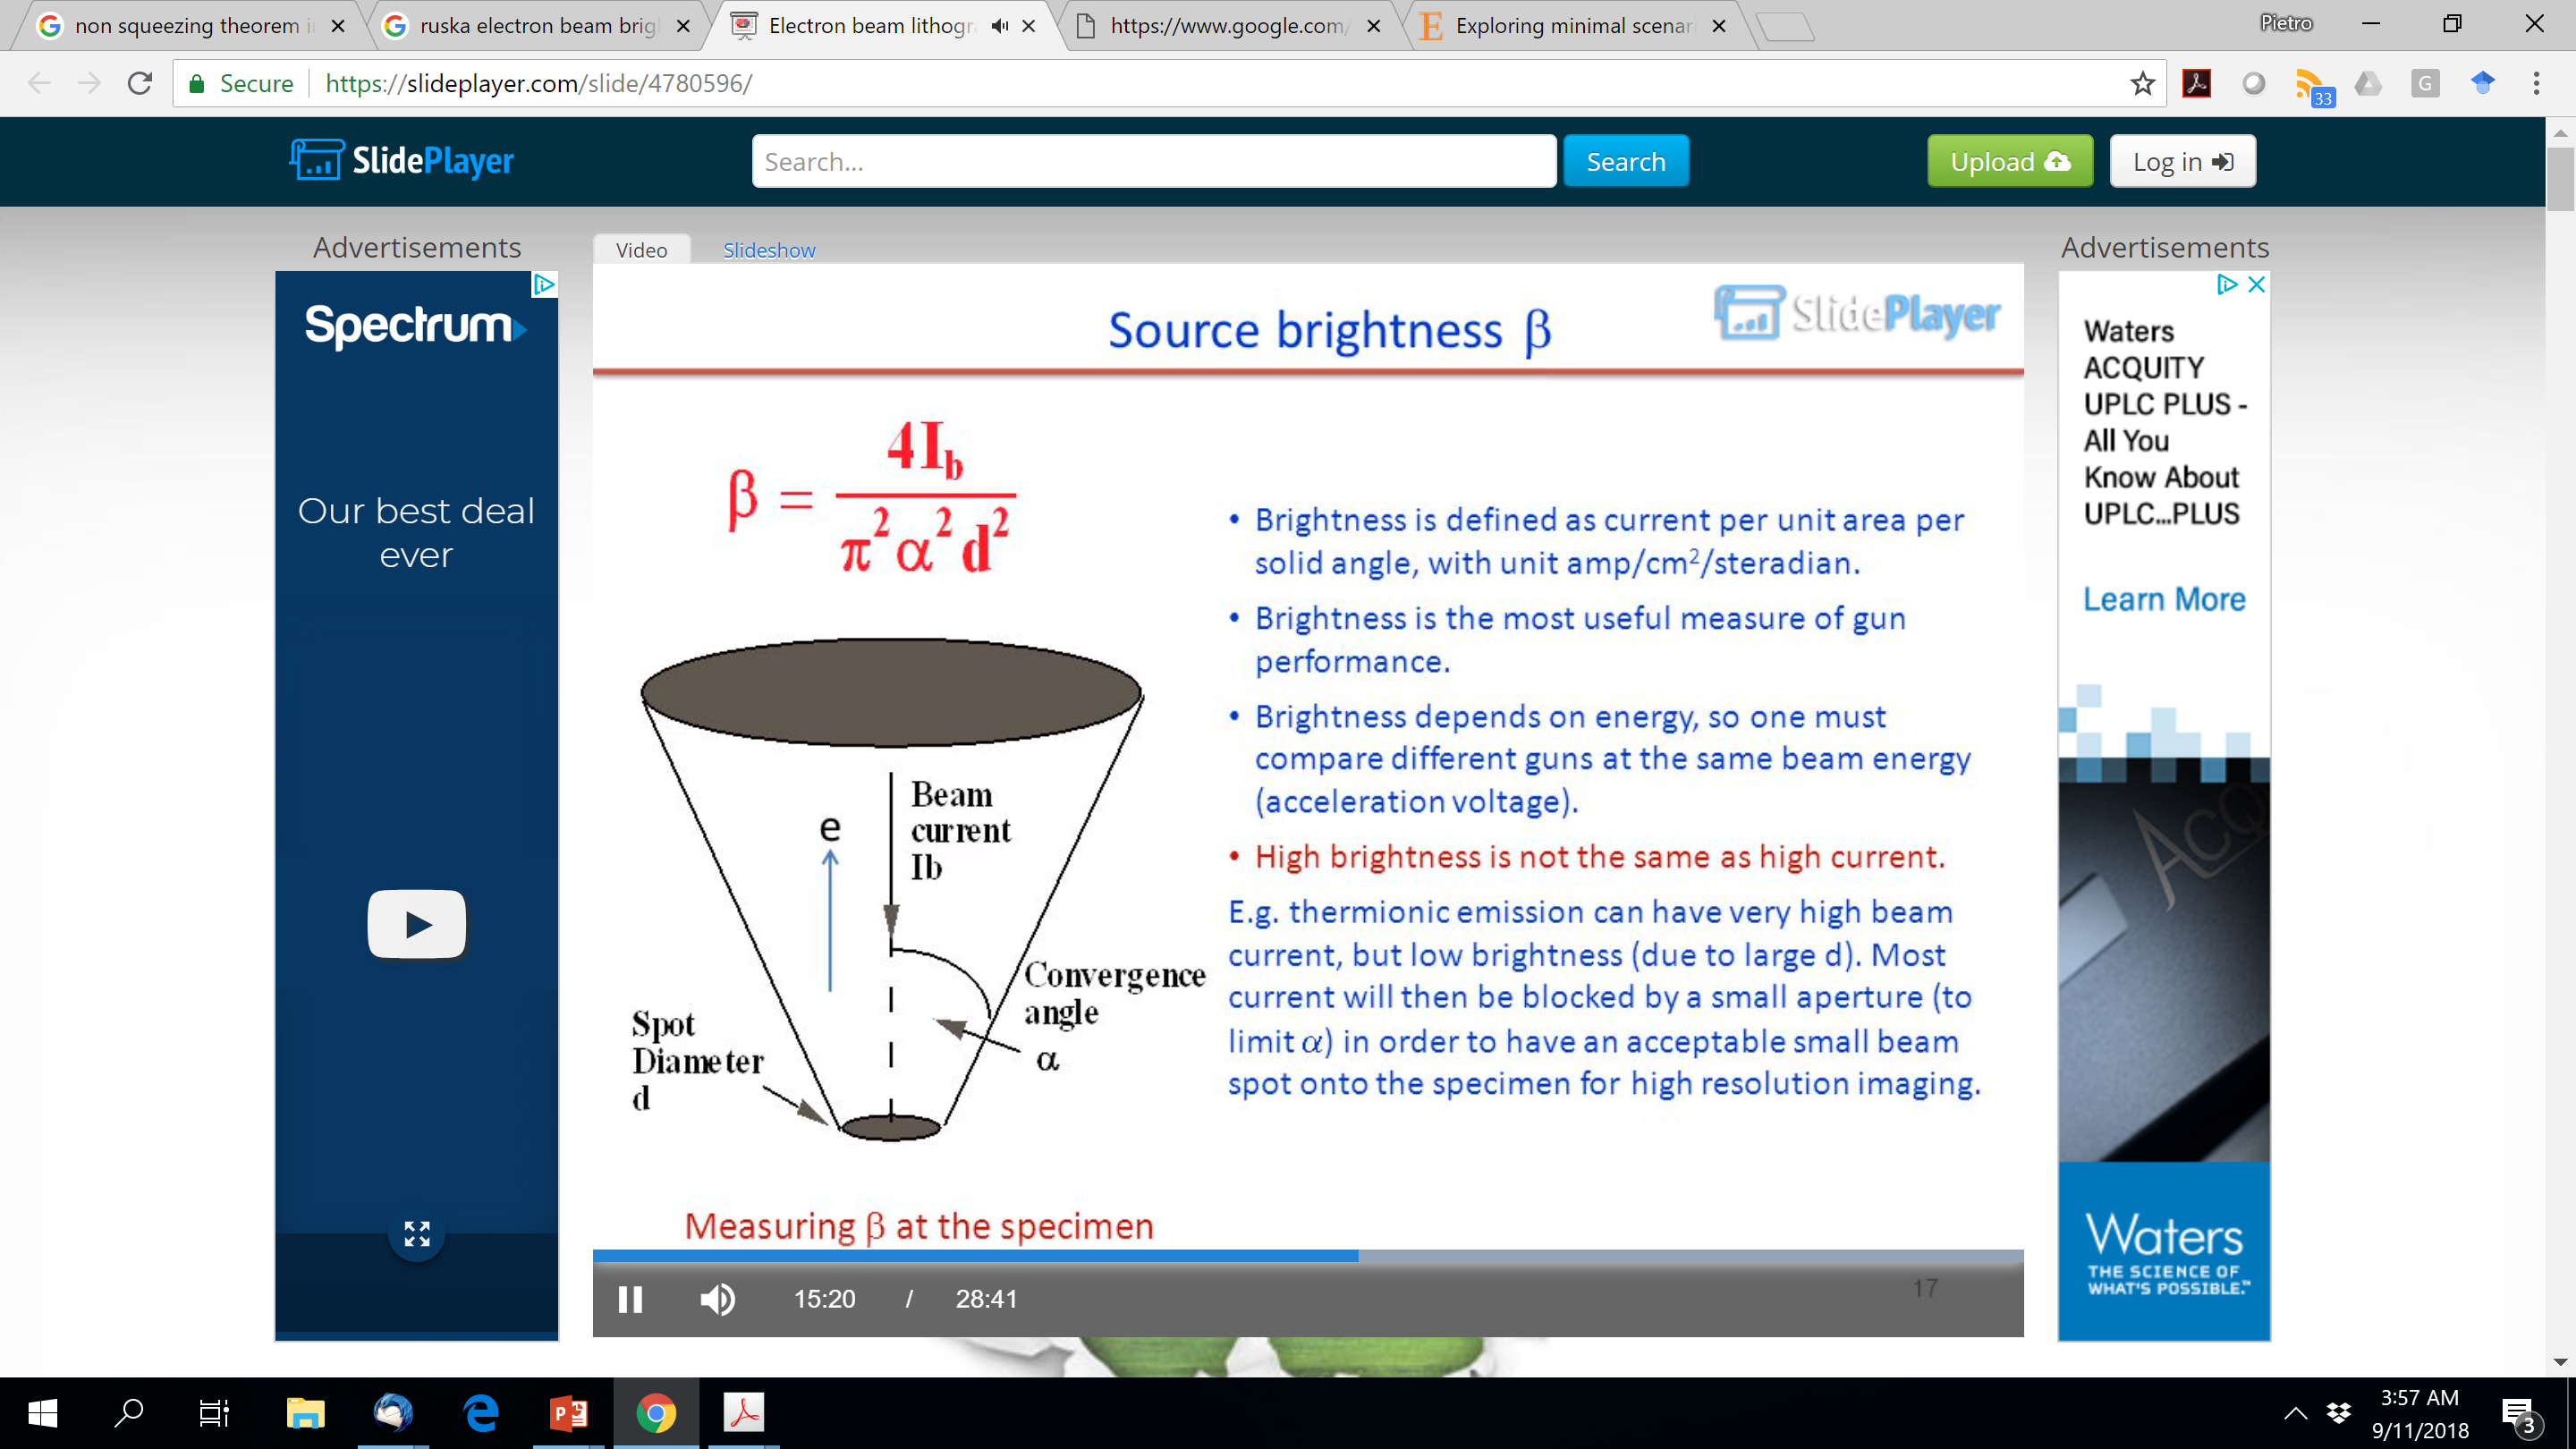 non squeezing theorem i
ruska electron beam brig
Electron beam lithogr
https://www.google.com/
Exploring minimal scenar
Pietro
Secure
https://slideplayer.com/slide/4780596/
33
G
SlidePlayer
Search...
Search
Upload
Log in
Advertisements
Video
Slideshow
Advertisements
Spectrum
Our best deal
ever
Source brightness β
SlidePlayer
β = 4I_b / π²α²d²
• Brightness is defined as current per unit area per
solid angle, with unit amp/cm²/steradian.
• Brightness is the most useful measure of gun
performance.
• Brightness depends on energy, so one must
compare different guns at the same beam energy
(acceleration voltage).
• High brightness is not the same as high current.
E.g. thermionic emission can have very high beam
current, but low brightness (due to large d). Most
current will then be blocked by a small aperture (to
limit α) in order to have an acceptable small beam
spot onto the specimen for high resolution imaging.
e
Beam
current
Ib
Convergence
angle
α
Spot
Diameter
d
Measuring β at the specimen
15:20 / 28:41
17
Waters
ACQUITY
UPLC PLUS -
All You
Know About
UPLC...PLUS
Learn More
ACQ
Waters
THE SCIENCE OF
WHAT'S POSSIBLE.™
3:57 AM
9/11/2018
3